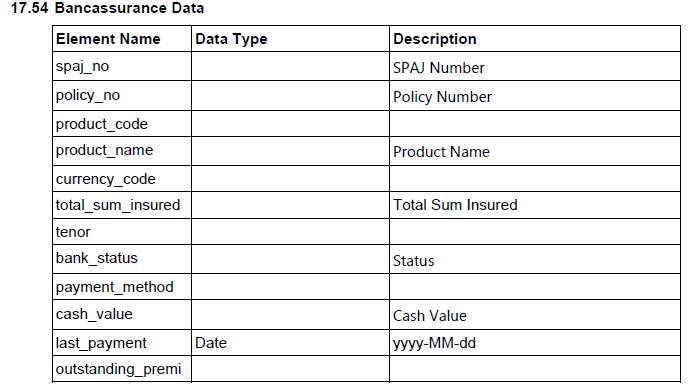 17.54 Bancassurance Data
Element Name Data Type Description
spaj_no SPAJ Number
policy_no Policy Number
product_code
product_name Product Name
currency_code
total_sum_insured Total Sum Insured
tenor
bank_status Status
payment_method
cash_value Cash Value
last_payment Date yyyy-MM-dd
outstanding_premi